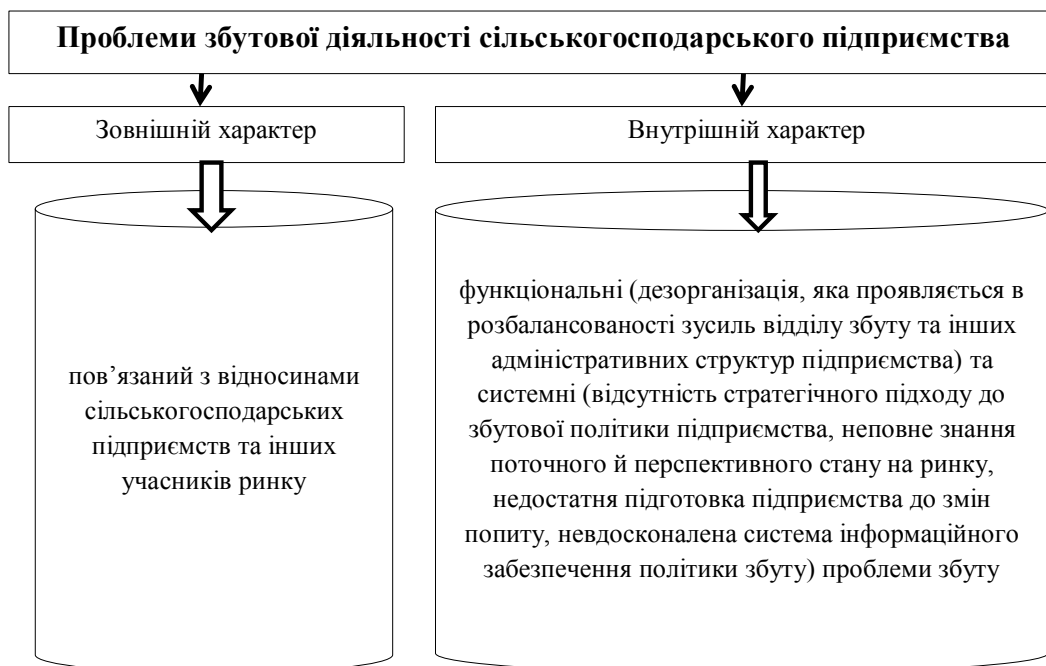 Проблеми збутової діяльності сільськогосподарського підприємства
Зовнішній характер
Внутрішній характер
пов’язаний з відносинами
сільськогосподарських
підприємств та інших
учасників ринку
функціональні (дезорганізація, яка проявляється в
розбалансованості зусиль відділу збуту та інших
адміністративних структур підприємства) та
системні (відсутність стратегічного підходу до
збутової політики підприємства, неповне знання
поточного й перспективного стану на ринку,
недостатня підготовка підприємства до змін
попиту, невдосконалена система інформаційного
забезпечення політики збуту) проблеми збуту